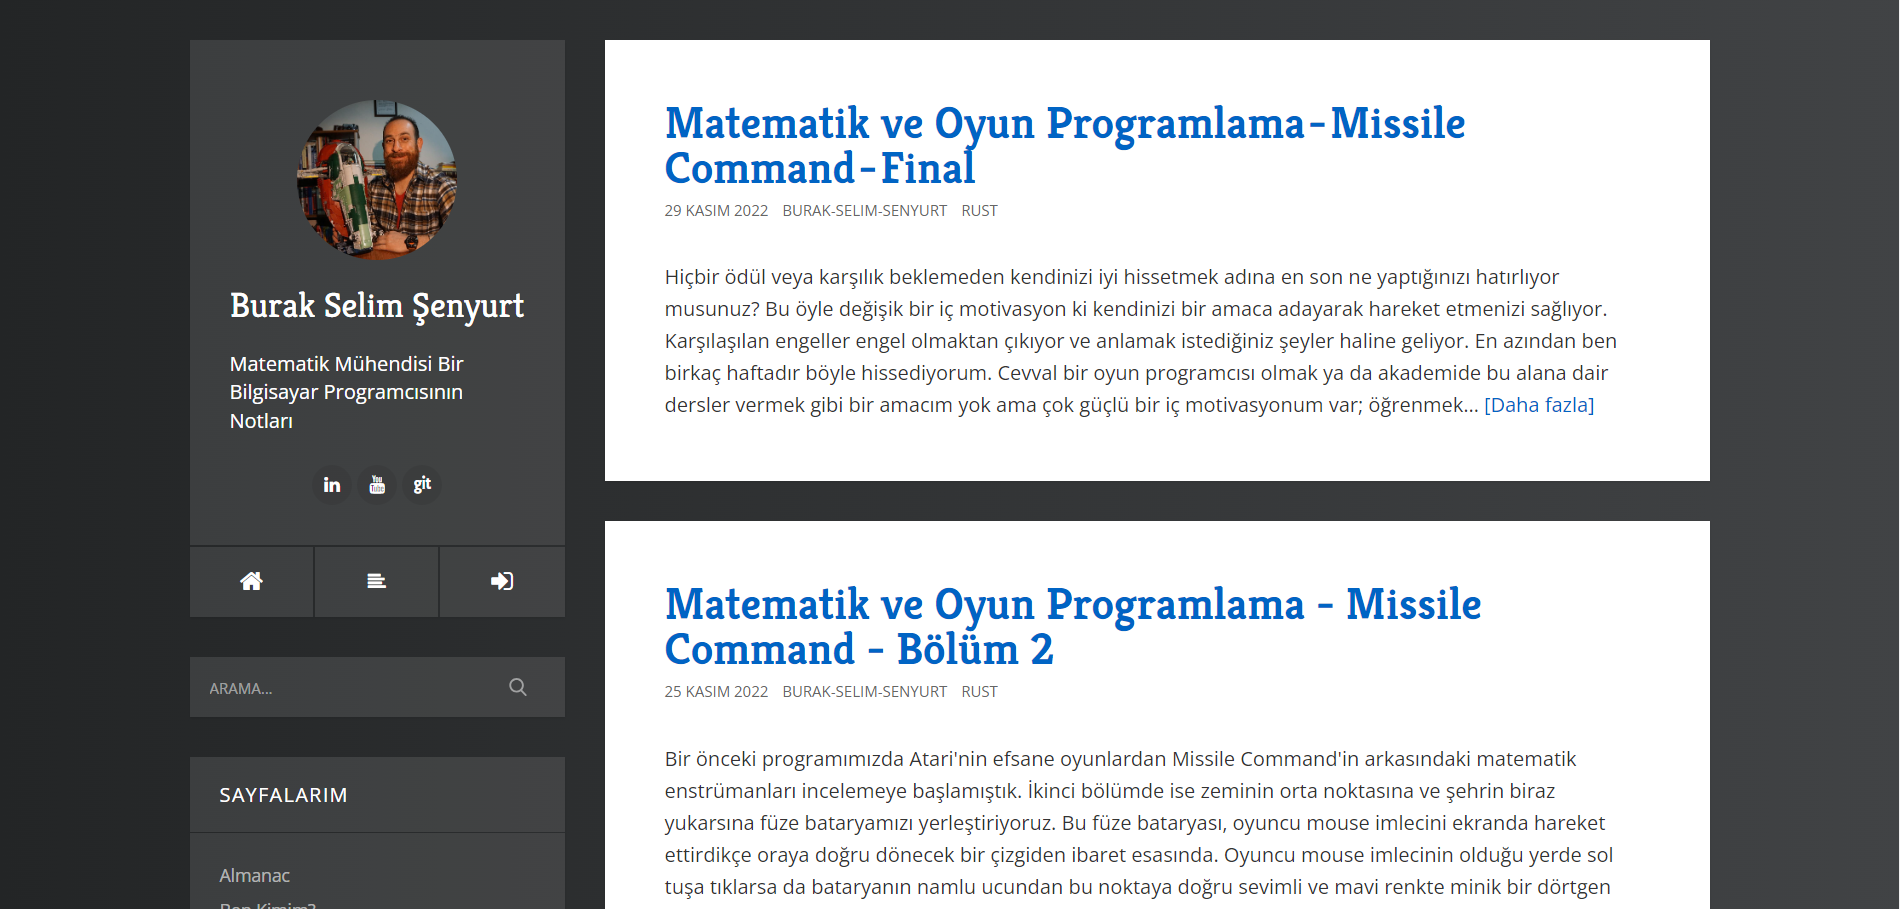 Burak Selim Şenyurt
Matematik Mühendisi Bir
Bilgisayar Programcısının
Notları
in
You
Tube
git
ARAMA...
SAYFALARIM
Almanac
Ben Kimim?
Matematik ve Oyun Programlama-Missile
Command-Final
29 KASIM 2022 BURAK-SELIM-SENYURT RUST
Hiçbir ödül veya karşılık beklemeden kendinizi iyi hissetmek adına en son ne yaptığınızı hatırlıyor
musunuz? Bu öyle değişik bir iç motivasyon ki kendinizi bir amaca adayarak hareket etmenizi sağlıyor.
Karşılaşılan engeller engel olmaktan çıkıyor ve anlamak istediğiniz şeyler haline geliyor. En azından ben
birkaç haftadır böyle hissediyorum. Cevval bir oyun programcısı olmak ya da akademide bu alana dair
dersler vermek gibi bir amacım yok ama çok güçlü bir iç motivasyonum var; öğrenmek... [Daha fazla]
Matematik ve Oyun Programlama - Missile
Command - Bölüm 2
25 KASIM 2022 BURAK-SELIM-SENYURT RUST
Bir önceki programımızda Atari'nin efsane oyunlardan Missile Command'in arkasındaki matematik
enstrümanları incelemeye başlamıştık. İkinci bölümde ise zeminin orta noktasına ve şehrin biraz
yukarsına füze bataryamızı yerleştiriyoruz. Bu füze bataryası, oyuncu mouse imlecini ekranda hareket
ettirdikçe oraya doğru dönecek bir çizgiden ibaret esasında. Oyuncu mouse imlecinin olduğu yerde sol
tuşa tıklarsa da bataryanın namlu ucundan bu noktaya doğru sevimli ve mavi renkte minik bir dörtgen